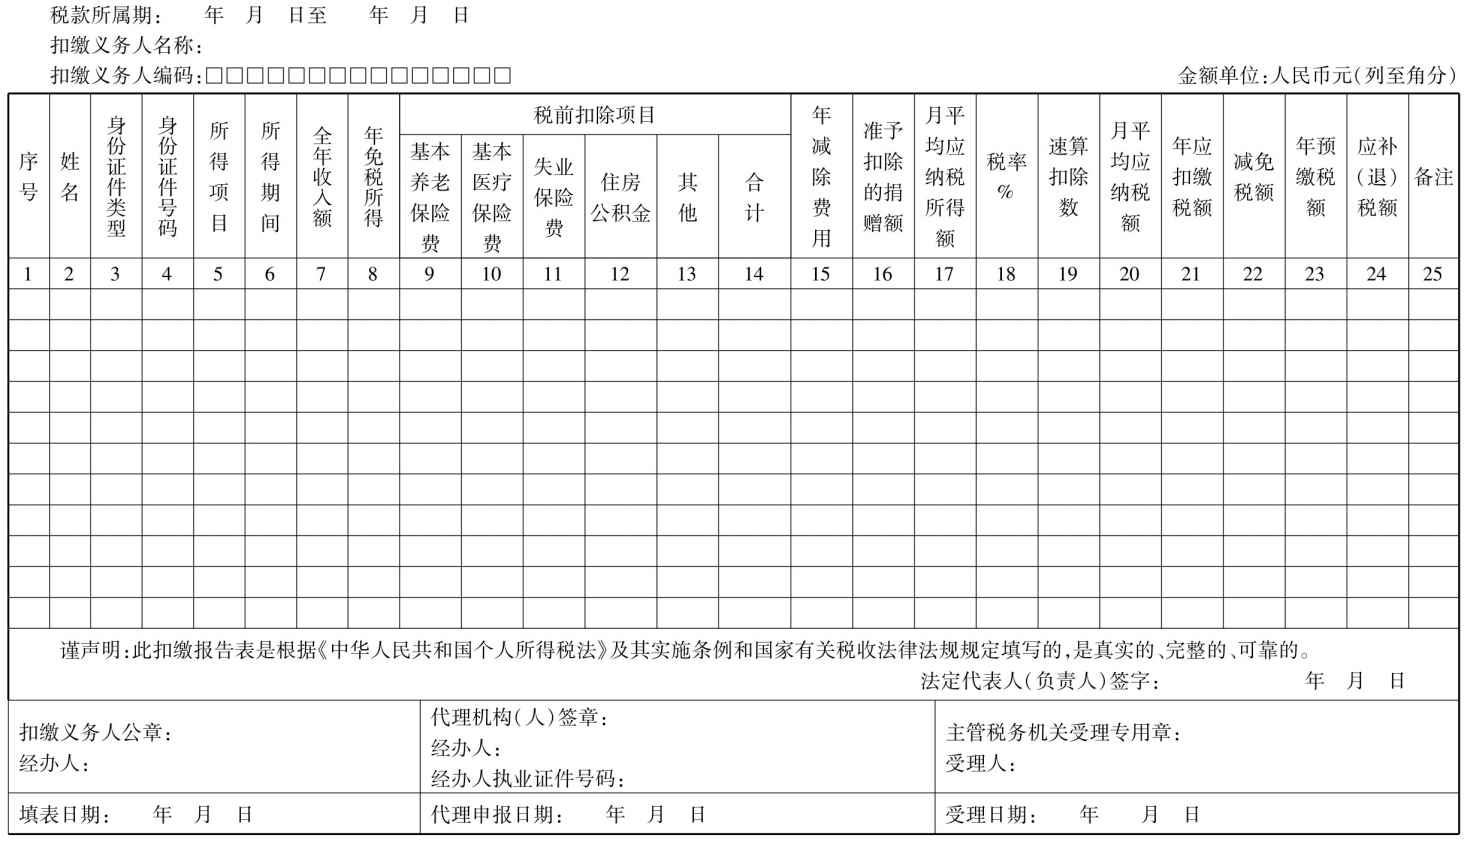 税款所属期： 年 月 日至 年 月 日
扣缴义务人名称：
扣缴义务人编码：□□□□□□□□□□□□□□□
金额单位：人民币元(列至角分)
序号
姓名
身份证件类型
身份证件号码
所得项目
所得期间
全年收入额
年免税所得
税前扣除项目
基本养老保险费
基本医疗保险费
失业保险费
住房公积金
其他
合计
年减除费用
准予扣除的捐赠额
月平均应纳税所得额
税率%
速算扣除数
月平均应纳税额
年应扣缴税额
减免税额
年预缴税额
应补(退)税额
备注
1 2 3 4 5 6 7 8 9 10 11 12 13 14 15 16 17 18 19 20 21 22 23 24 25
谨声明：此扣缴报告表是根据《中华人民共和国个人所得税法》及其实施条例和国家有关税收法律法规规定填写的，是真实的、完整的、可靠的。
法定代表人(负责人)签字： 年 月 日
扣缴义务人公章：
经办人：
代理机构(人)签章：
经办人：
经办人执业证件号码：
主管税务机关受理专用章：
受理人：
填表日期： 年 月 日
代理申报日期： 年 月 日
受理日期： 年 月 日